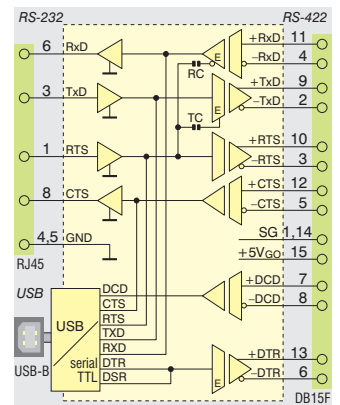 RS-232 RS-422
6 RxD +RxD 11
RC E −RxD 4
3 TxD +TxD 9
E −TxD 2
TC
1 RTS +RTS 10
E −RTS 3
8 CTS +CTS 12
−CTS 5
4,5 GND SG 1,14
RJ45 +5VGO 15
USB DCD +DCD 7
CTS −DCD 8
RTS
USB TXD
RXD
USB-B serial DTR +DTR 13
TTL DSR E −DTR 6
DB15F